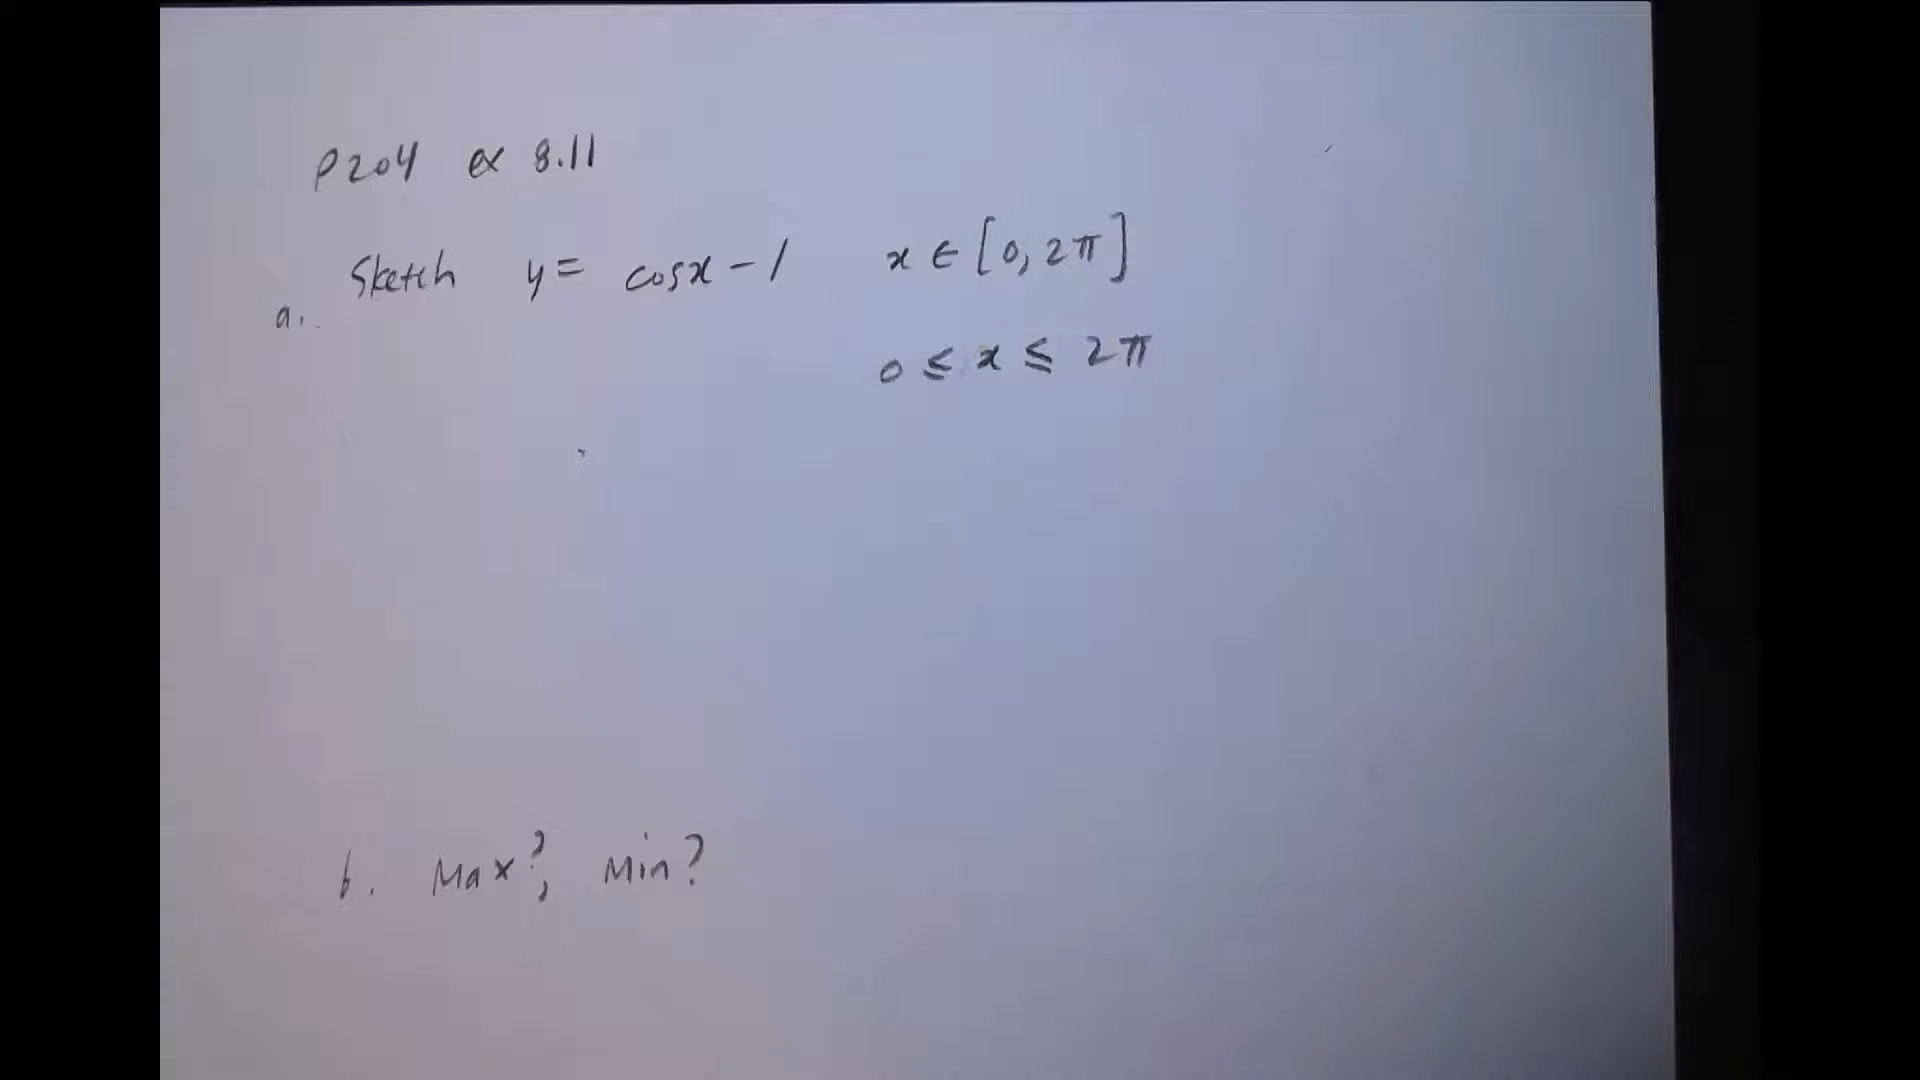 P204 ex 8.11
a. Sketch y = cosx - 1 x ∈ [0, 2π]
0 ≤ x ≤ 2π
b. Max?, Min?